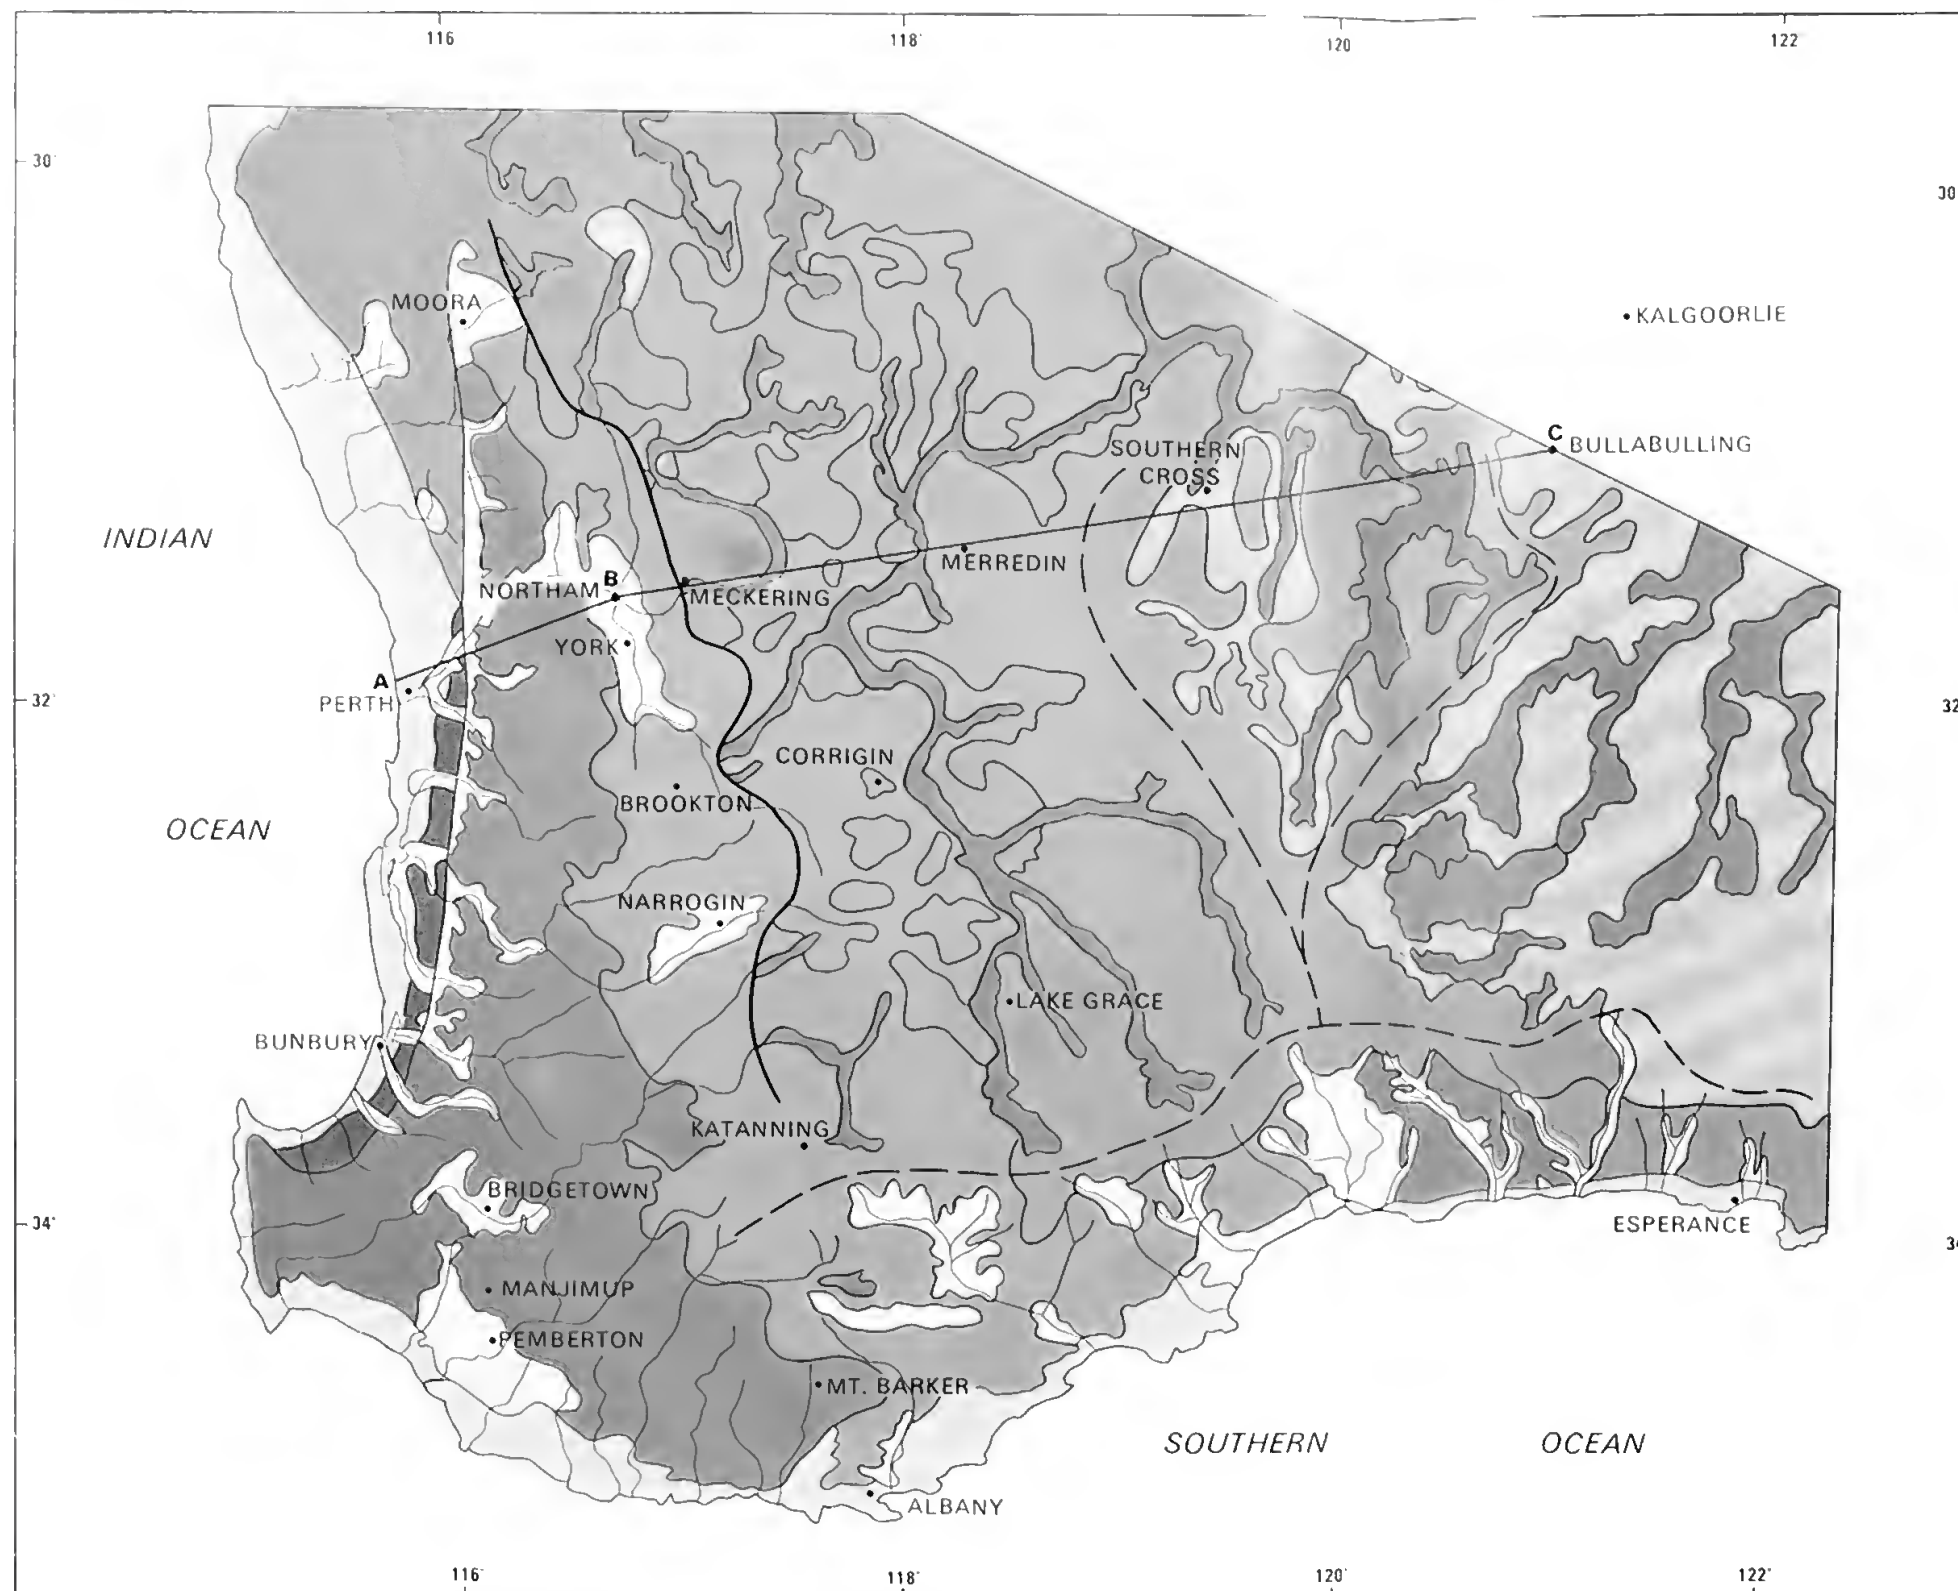 116
118'
120
122
30'
30
MOORA
KALGOORLIE
SOUTHERN
CROSS
C
BULLABULLING
INDIAN
MERREDIN
NORTHAM
B
MECKERING
YORK
A
PERTH
32'
32
CORRIGIN
BROOKTON
OCEAN
NARROGIN
LAKE GRACE
BUNBURY
KATANNING
BRIDGETOWN
34°
ESPERANCE
MANJIMUP
PEMBERTON
MT. BARKER
SOUTHERN
OCEAN
ALBANY
116°
118°
120°
122°